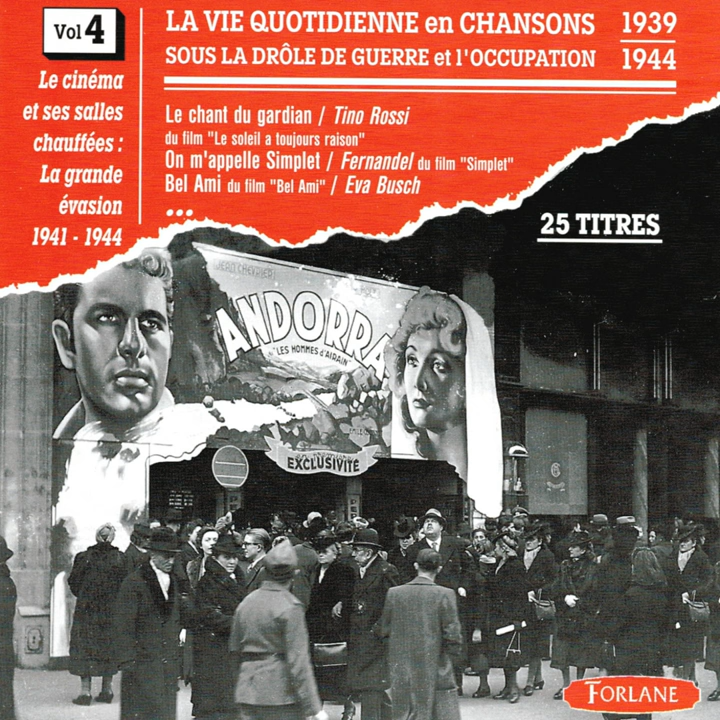 Vol 4
LA VIE QUOTIDIENNE en CHANSONS
SOUS LA DRÔLE DE GUERRE et l'OCCUPATION
1939
1944
Le cinéma
et ses salles
chauffées :
La grande
évasion
1941 - 1944
Le chant du gardian / Tino Rossi
du film "Le soleil a toujours raison"
On m'appelle Simplet / Fernandel du film "Simplet"
Bel Ami du film "Bel Ami" / Eva Busch
...
25 TITRES
JEAN CHEVRIER
ANDORRA
ou "LES HOMMES d'AIRAIN"
EXCLUSIVITÉ
FORLANE